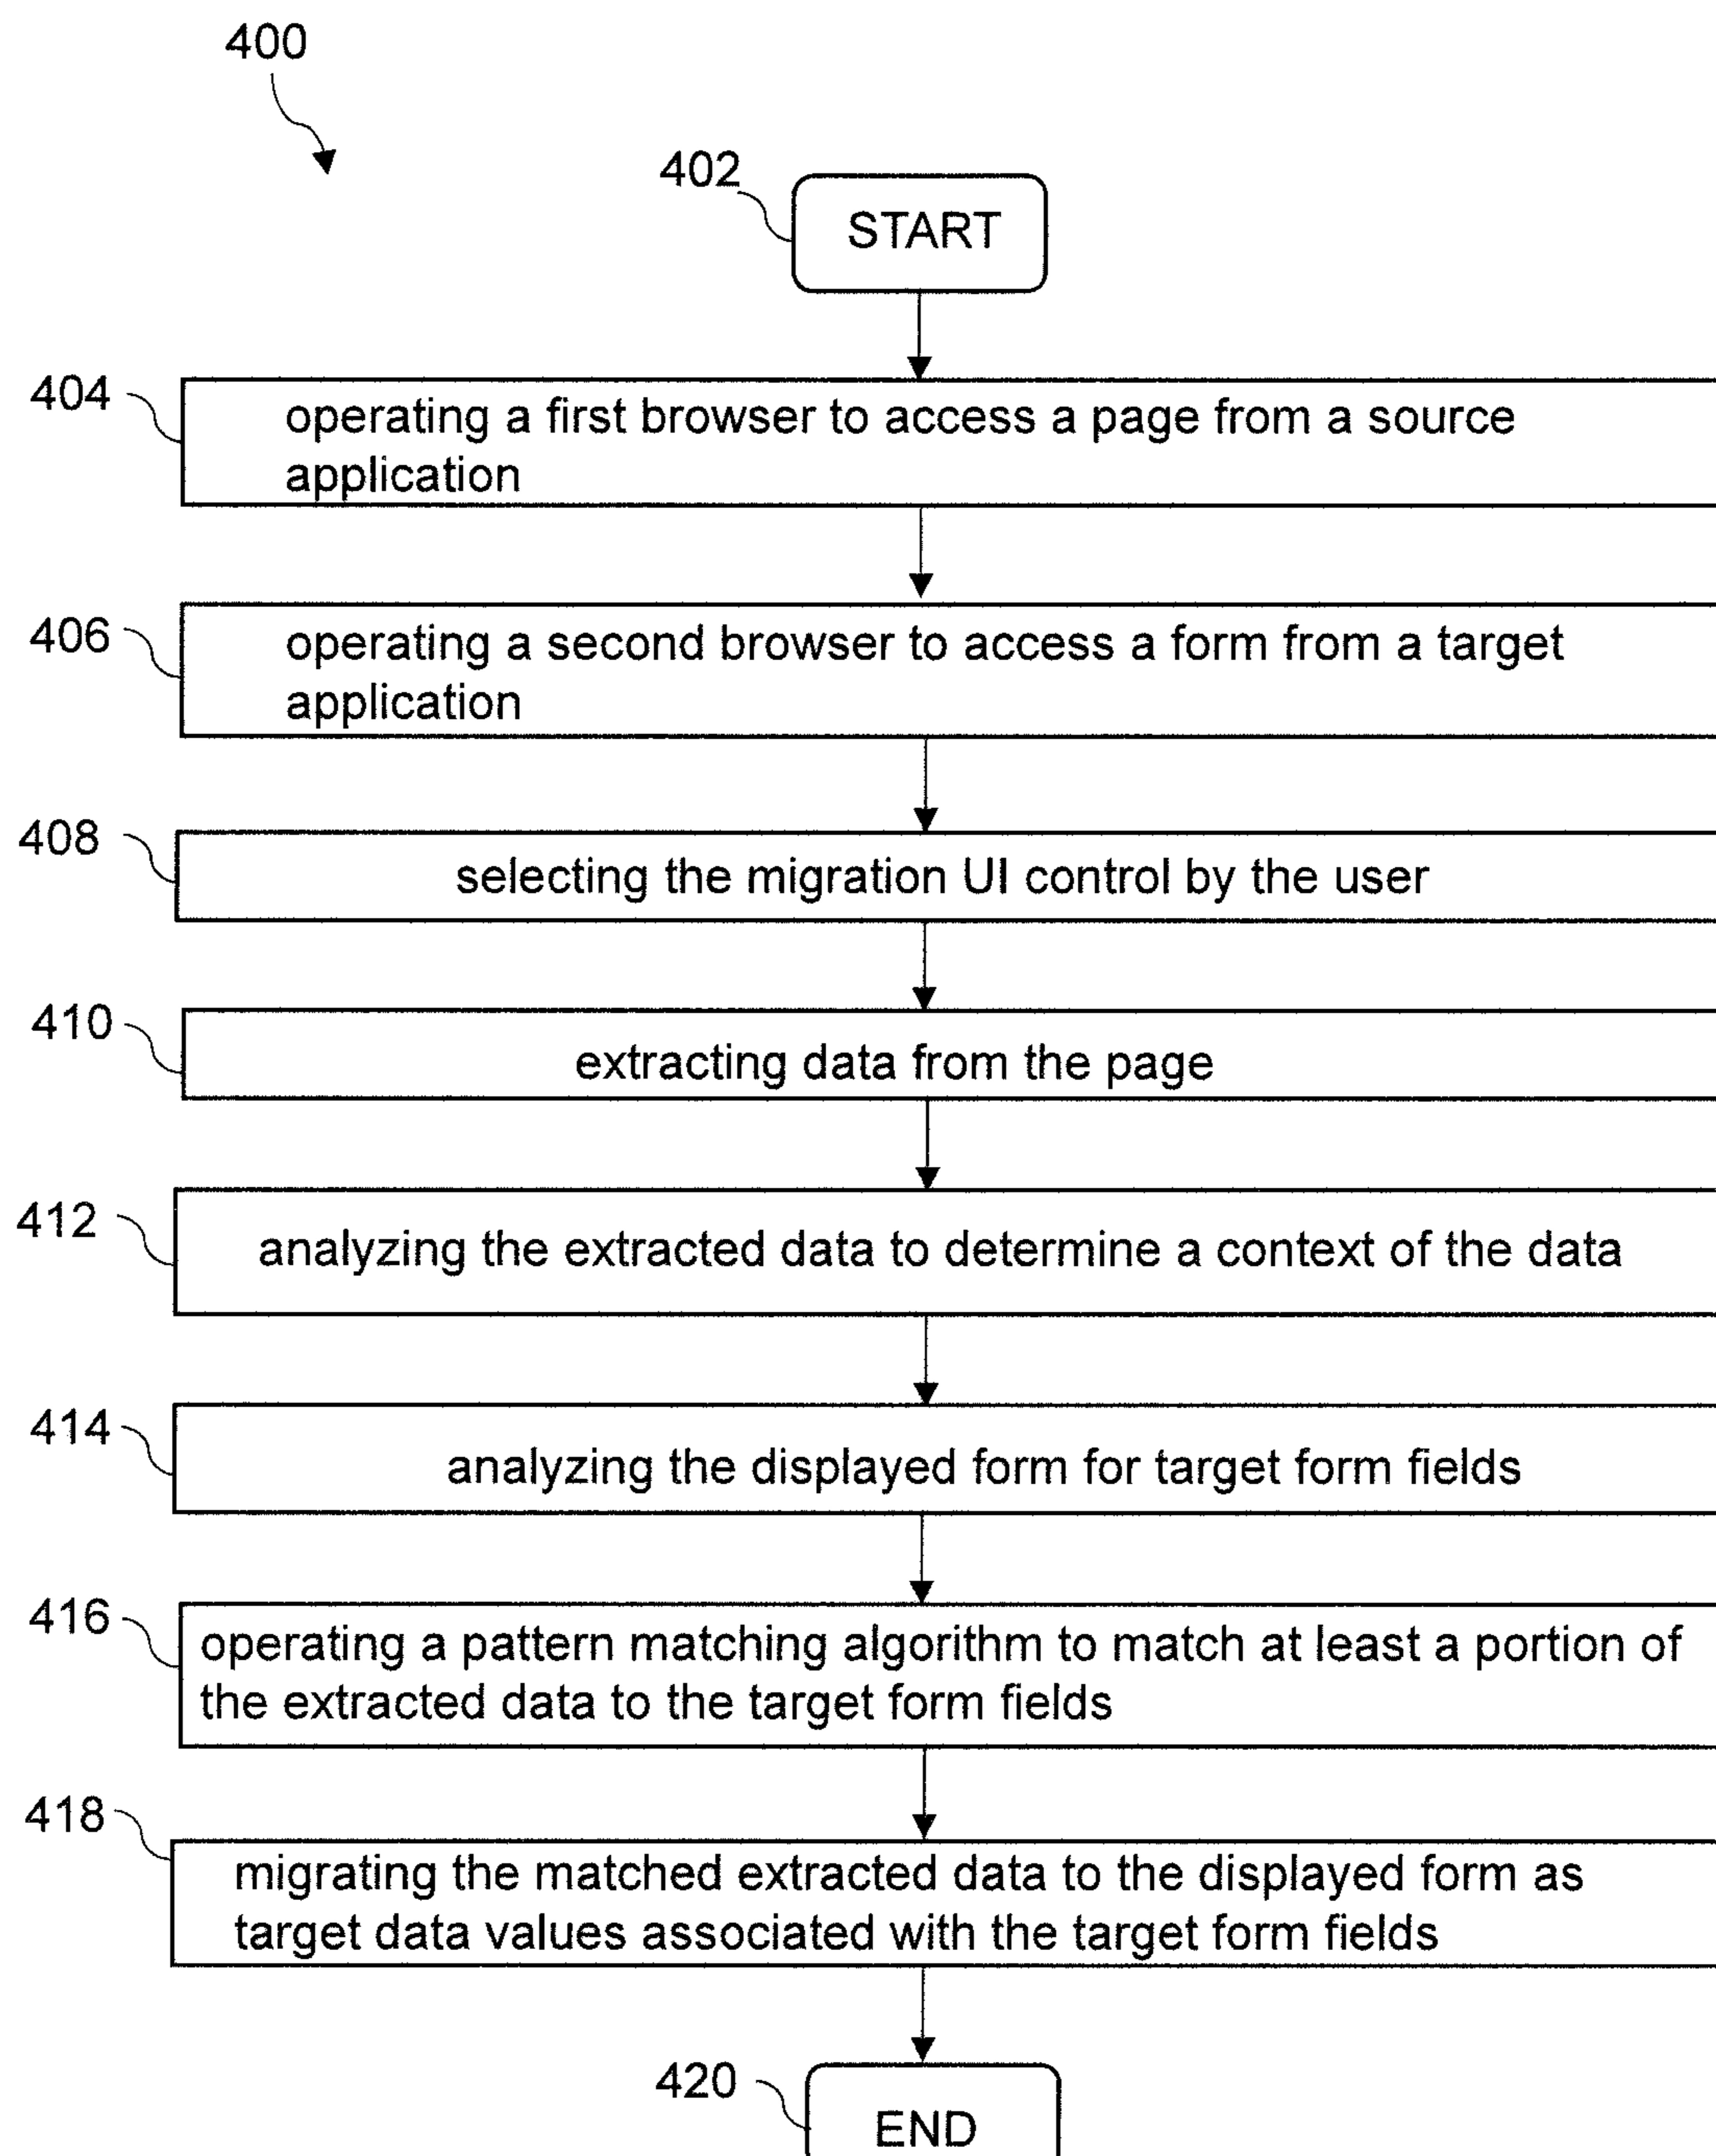 400
402
START
404
operating a first browser to access a page from a source
application
406
operating a second browser to access a form from a target
application
408
selecting the migration UI control by the user
410
extracting data from the page
412
analyzing the extracted data to determine a context of the data
414
analyzing the displayed form for target form fields
416
operating a pattern matching algorithm to match at least a portion of
the extracted data to the target form fields
418
migrating the matched extracted data to the displayed form as
target data values associated with the target form fields
420
END